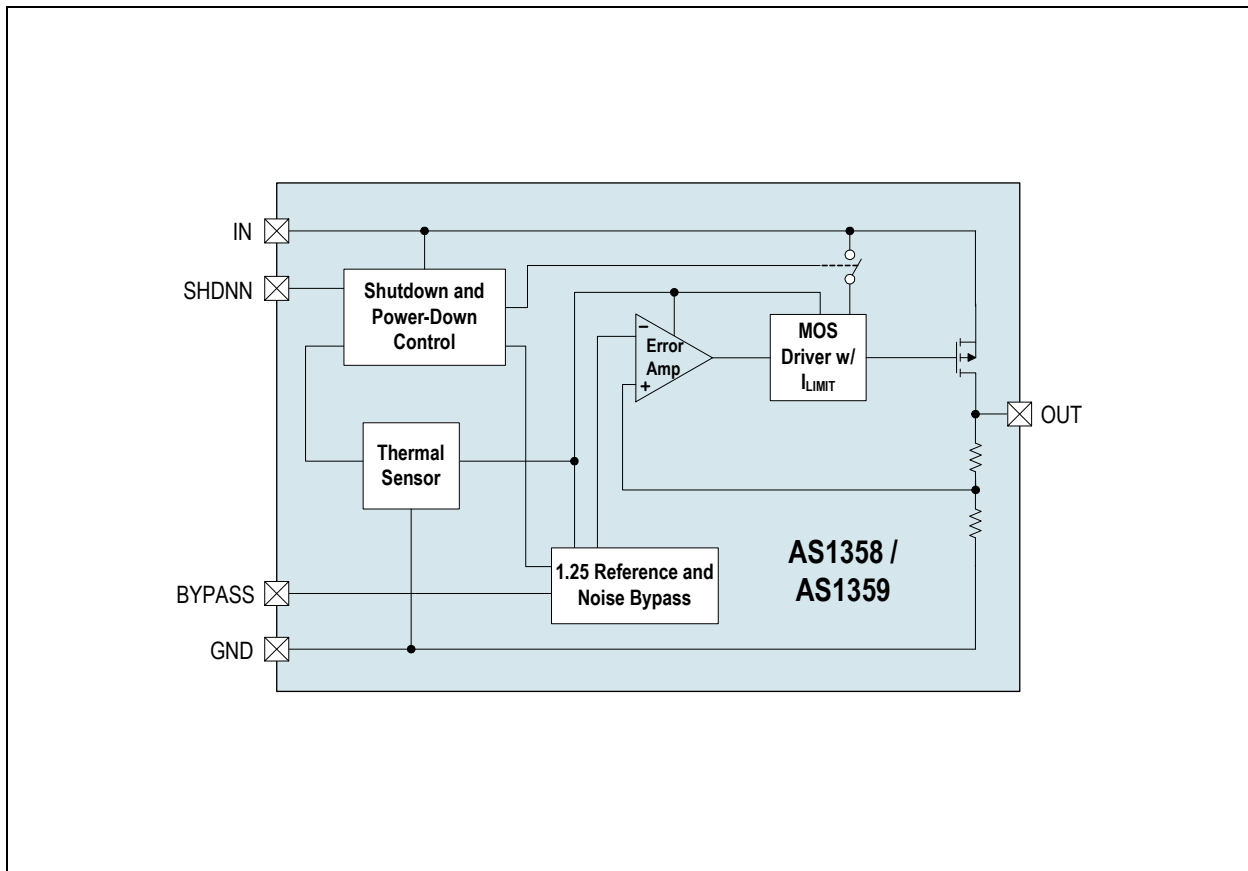 IN
SHDNN
Shutdown and
Power-Down
Control
–
Error
Amp
+
MOS
Driver w/
ILIMIT
OUT
Thermal
Sensor
1.25 Reference and
Noise Bypass
AS1358 /
AS1359
BYPASS
GND